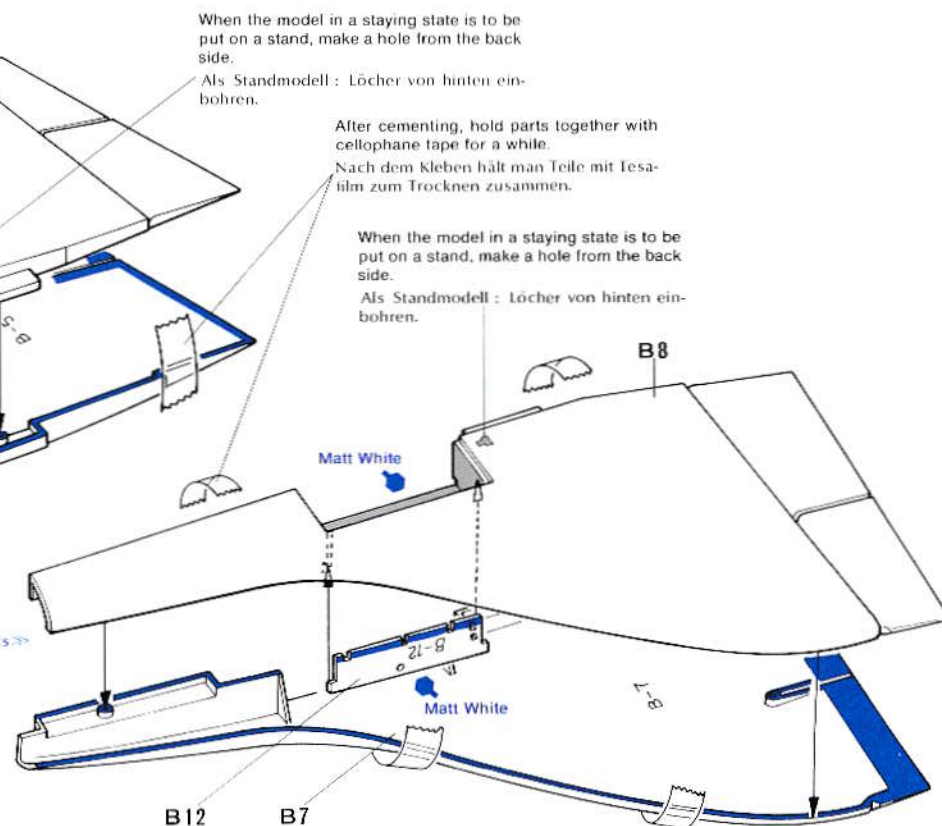 When the model in a staying state is to be
put on a stand, make a hole from the back
side.
Als Standmodell : Löcher von hinten ein-
bohren.
After cementing, hold parts together with
cellophane tape for a while.
Nach dem Kleben hält man Teile mit Tesa-
film zum Trocknen zusammen.
When the model in a staying state is to be
put on a stand, make a hole from the back
side.
Als Standmodell : Löcher von hinten ein-
bohren.
B-5
B8
Matt White
s.≫
B-12
Matt White
B-7
B12
B7